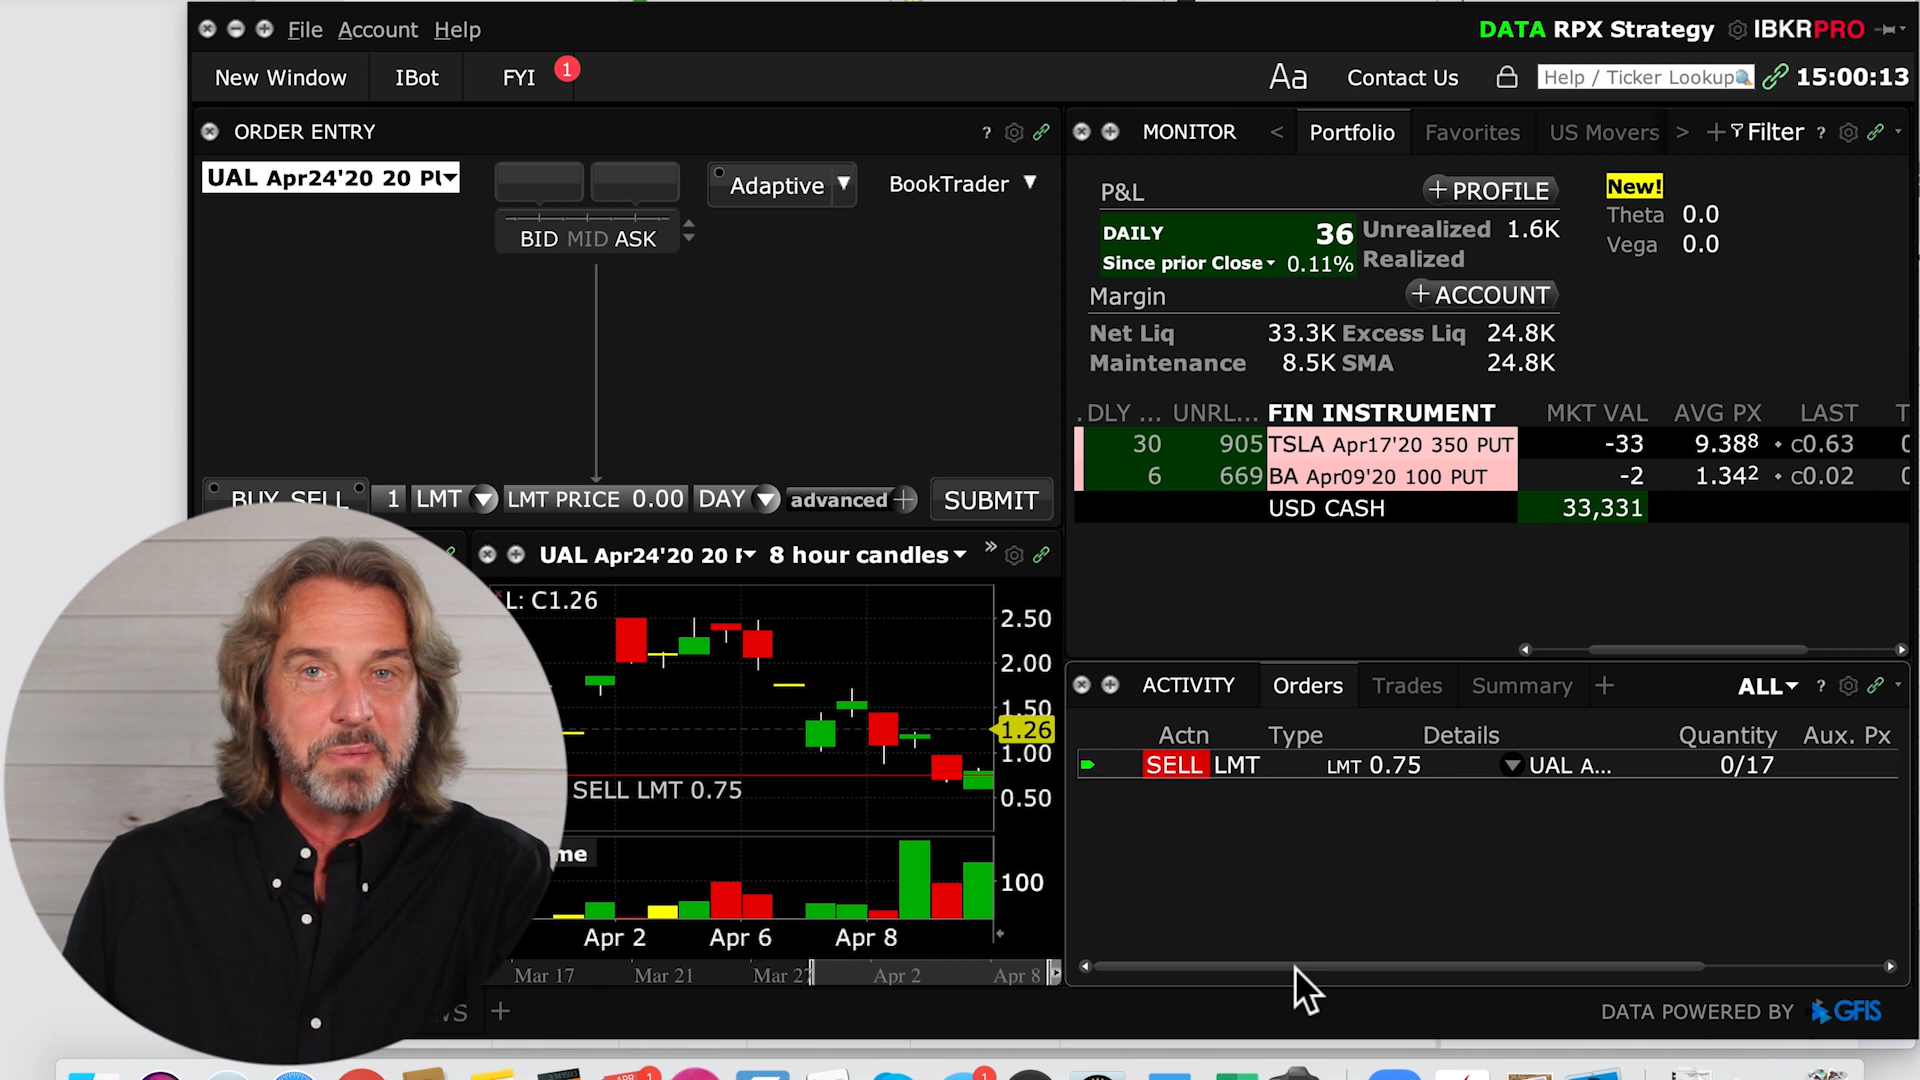 File Account Help
DATA RPX Strategy IBKRPRO
New Window IBot FYI 1
Aa Contact Us Help / Ticker Lookup 15:00:13
ORDER ENTRY ?
UAL Apr24'20 20 Adaptive BookTrader
BID MID ASK
BUY SELL 1 LMT LMT PRICE 0.00 DAY advanced + SUBMIT
UAL Apr24'20 20 8 hour candles »
L: C1.26
2.50
2.00
1.50
1.26
1.00
SELL LMT 0.75
0.50
me
100
Apr 2 Apr 6 Apr 8
Mar 17 Mar 21 Mar 27 Apr 2 Apr 8
MONITOR < Portfolio Favorites US Movers > + Filter ?
P&L + PROFILE
DAILY 36 Unrealized 1.6K
Since prior Close 0.11% Realized
New!
Theta 0.0
Vega 0.0
Margin + ACCOUNT
Net Liq 33.3K Excess Liq 24.8K
Maintenance 8.5K SMA 24.8K
DLY ... UNRL... FIN INSTRUMENT MKT VAL AVG PX LAST
30 905 TSLA Apr17'20 350 PUT -33 9.388 • C0.63
6 669 BA Apr09'20 100 PUT -2 1.342 • C0.02
USD CASH 33,331
ACTIVITY Orders Trades Summary + ALL ?
Actn Type Details Quantity Aux. Px
SELL LMT LMT 0.75 UAL A... 0/17
+
DATA POWERED BY GFIS
1
1